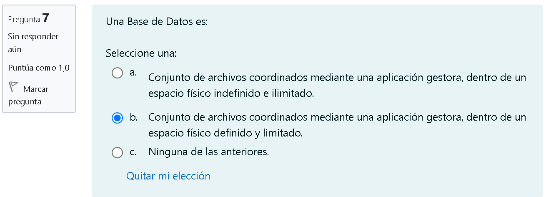 Pregunta 7
Sin responder
aún
Puntúa como 1,0
Marcar
pregunta
Una Base de Datos es:
Seleccione una:
a. Conjunto de archivos coordinados mediante una aplicación gestora, dentro de un
espacio físico indefinido e ilimitado.
b. Conjunto de archivos coordinados mediante una aplicación gestora, dentro de un
espacio físico definido y limitado.
c. Ninguna de las anteriores.
Quitar mi elección